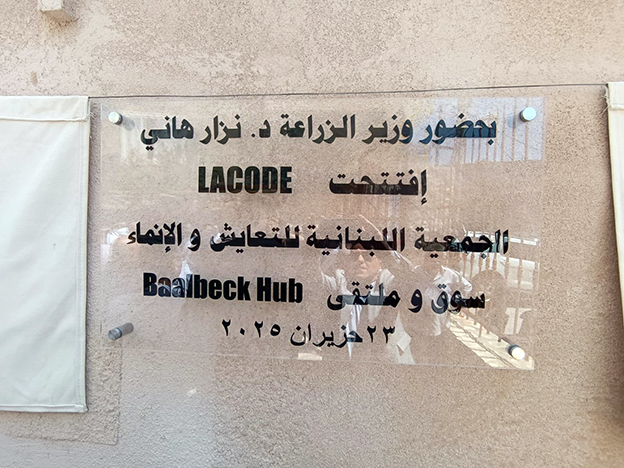 بحضور وزير الزراعة د. نزار هاني
إفتتحت LACODE
الجمعية اللبنانية للتعايش و الإنماء
سوق و ملتقى Baalbeck Hub
٢٣ حزيران ٢٠٢٥